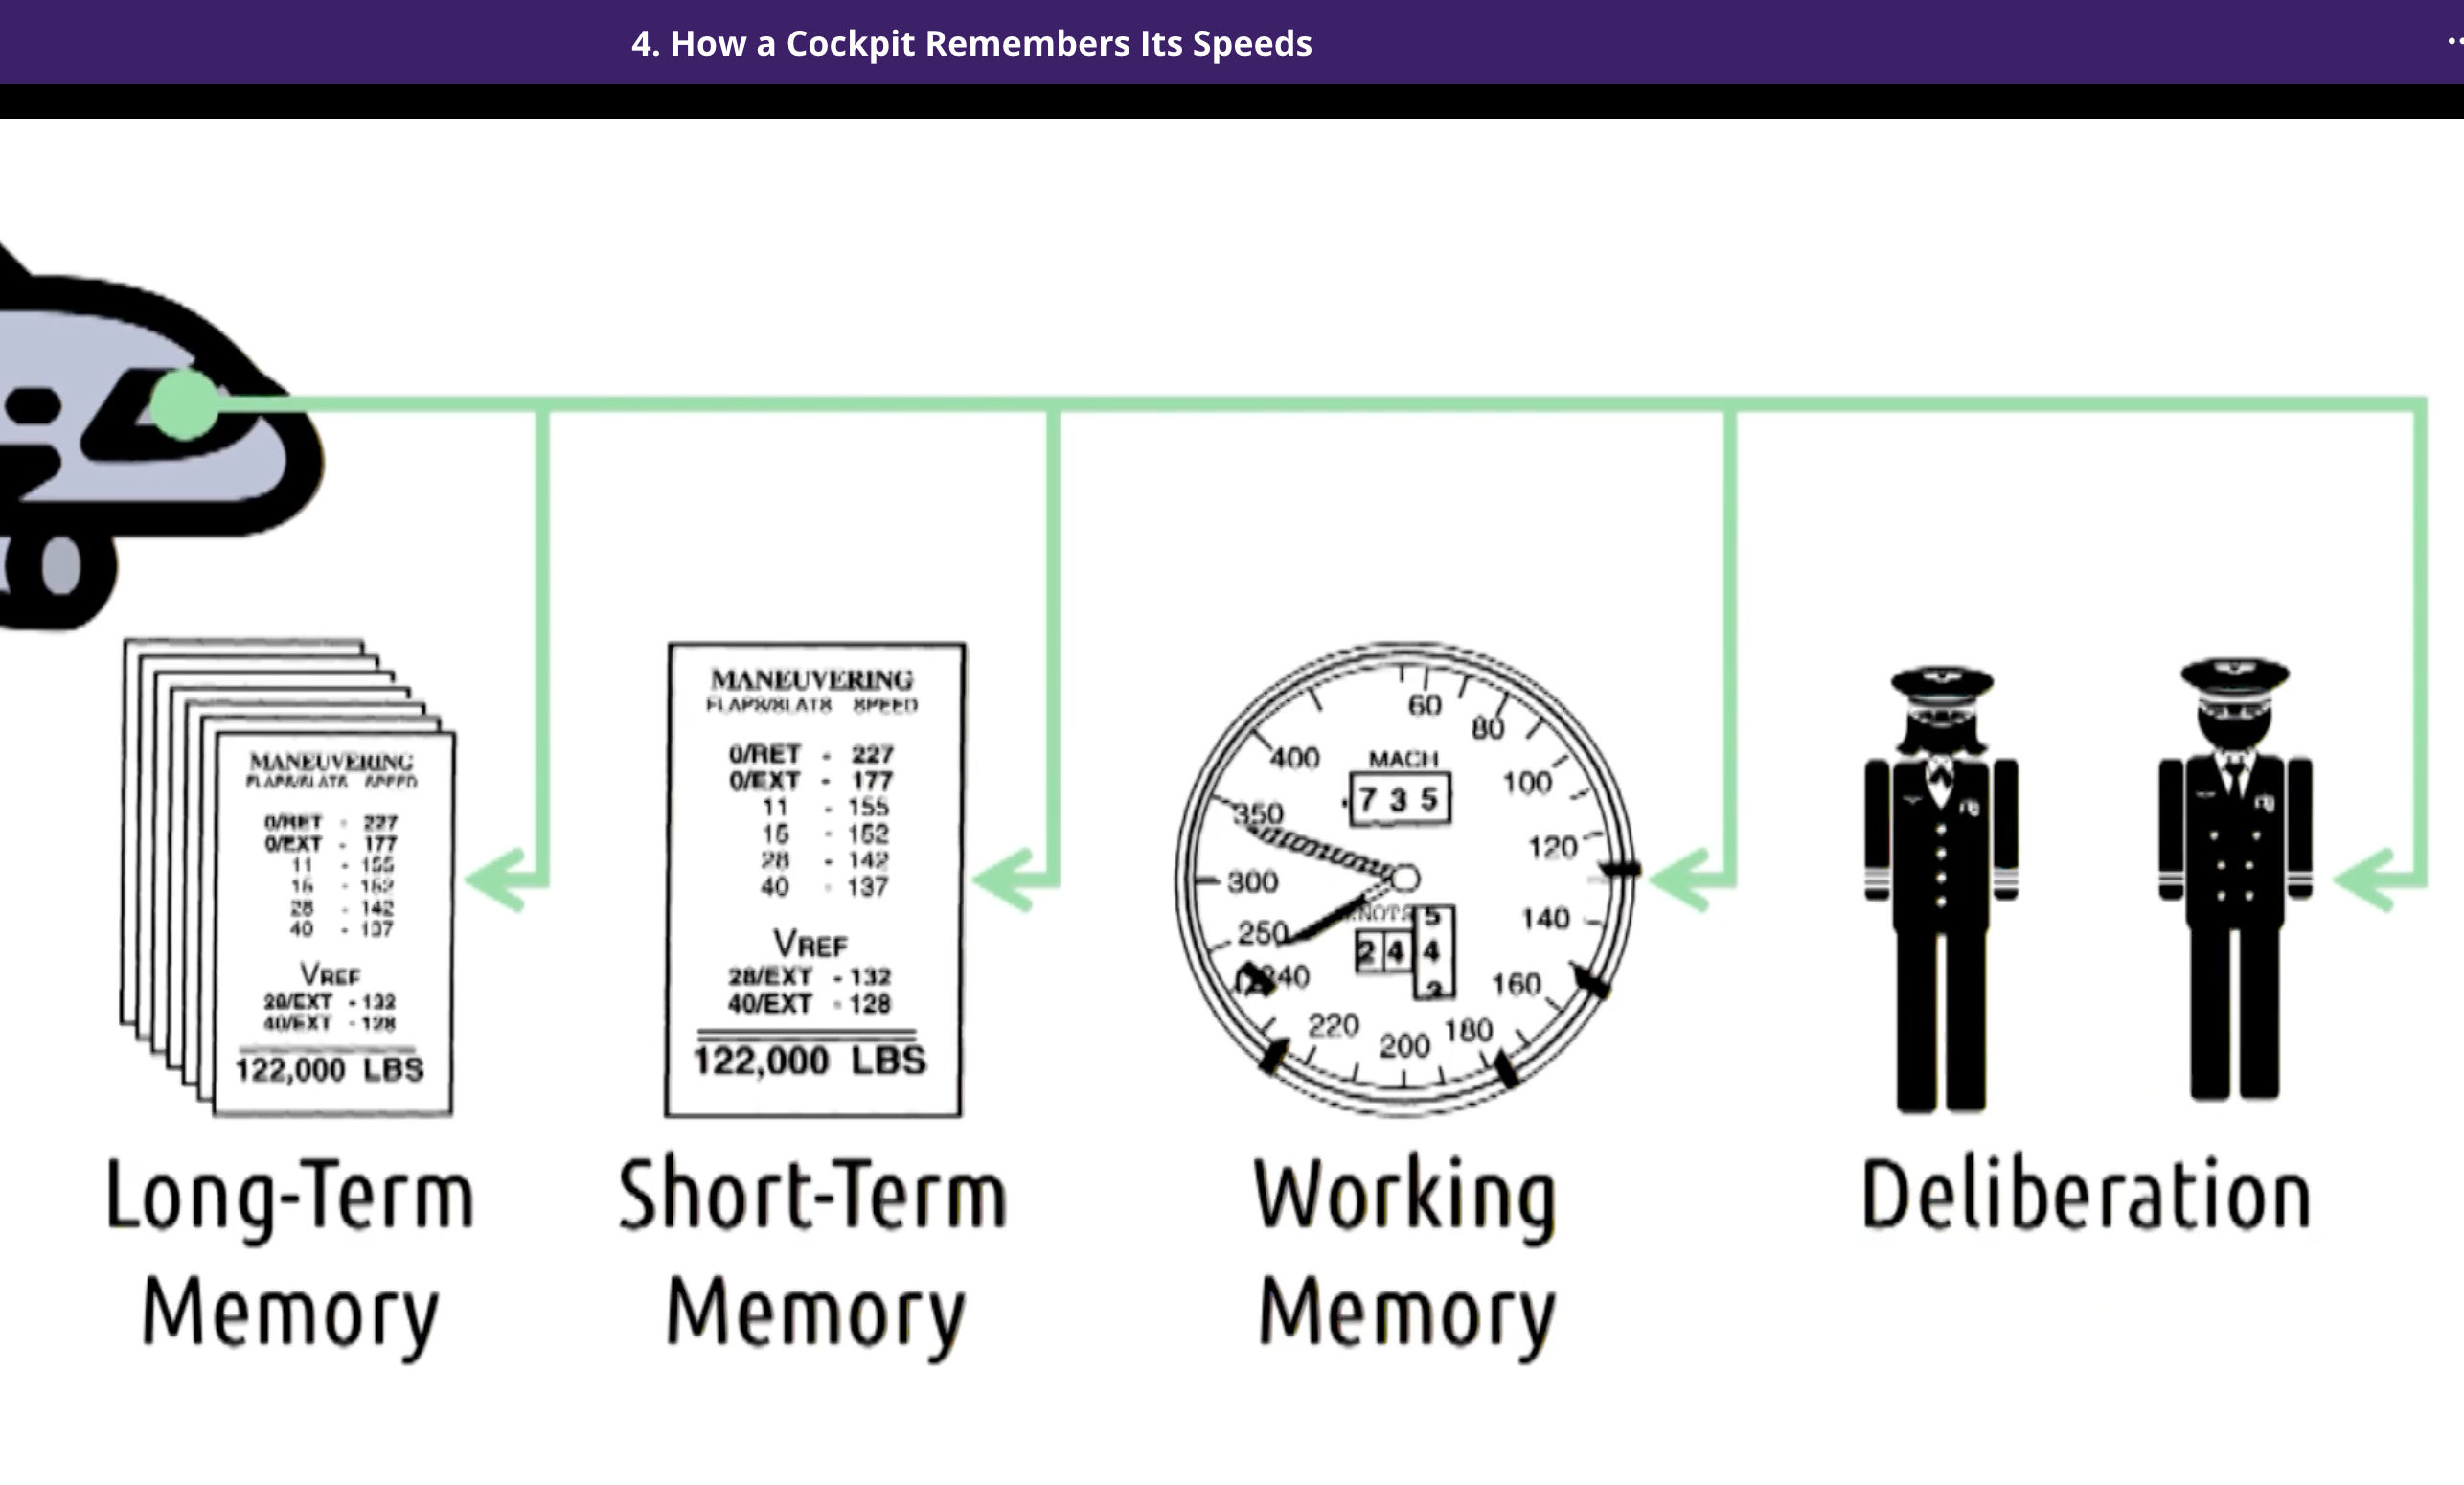 4. How a Cockpit Remembers Its Speeds
MANEUVERING
FLAPS/SLATS SPEED
0/RET - 227
0/EXT - 177
11 - 155
15 - 152
28 - 142
40 - 137
VREF
28/EXT - 132
40/EXT - 128
122,000 LBS
Long-Term
Memory
MANEUVERING
FLAPS/SLATS SPEED
0/RET - 227
0/EXT - 177
11 - 155
15 - 152
28 - 142
40 - 137
VREF
28/EXT - 132
40/EXT - 128
122,000 LBS
Short-Term
Memory
60
80
100
120
140
160
180
200
220
240
250
300
350
400
MACH
.735
KNOTS
5
2 4 4
3
Working
Memory
Deliberation